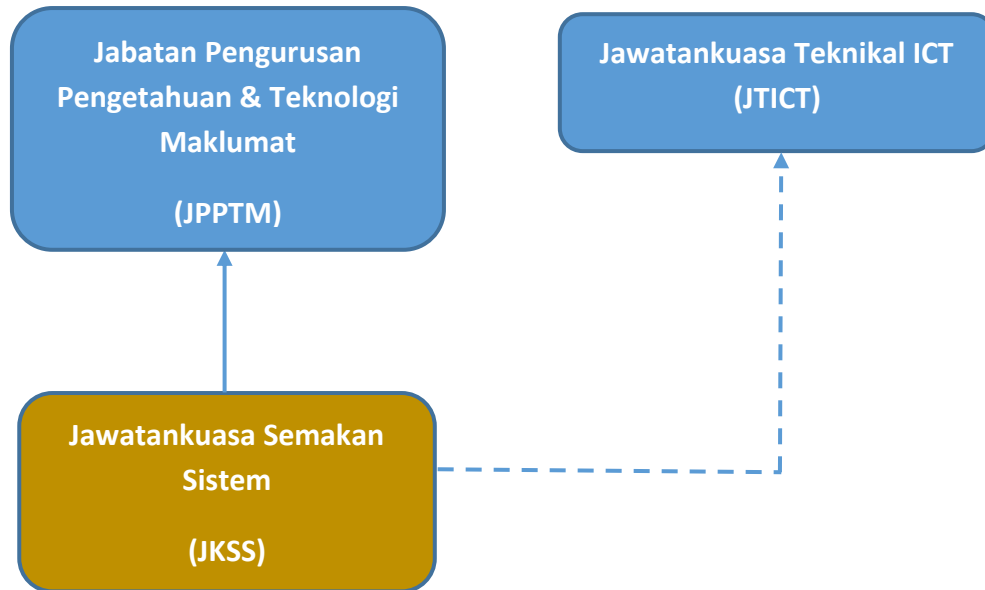 Jabatan Pengurusan
Pengetahuan & Teknologi
Maklumat
(JPPTM)
Jawatankuasa Teknikal ICT
(JTICT)
Jawatankuasa Semakan
Sistem
(JKSS)